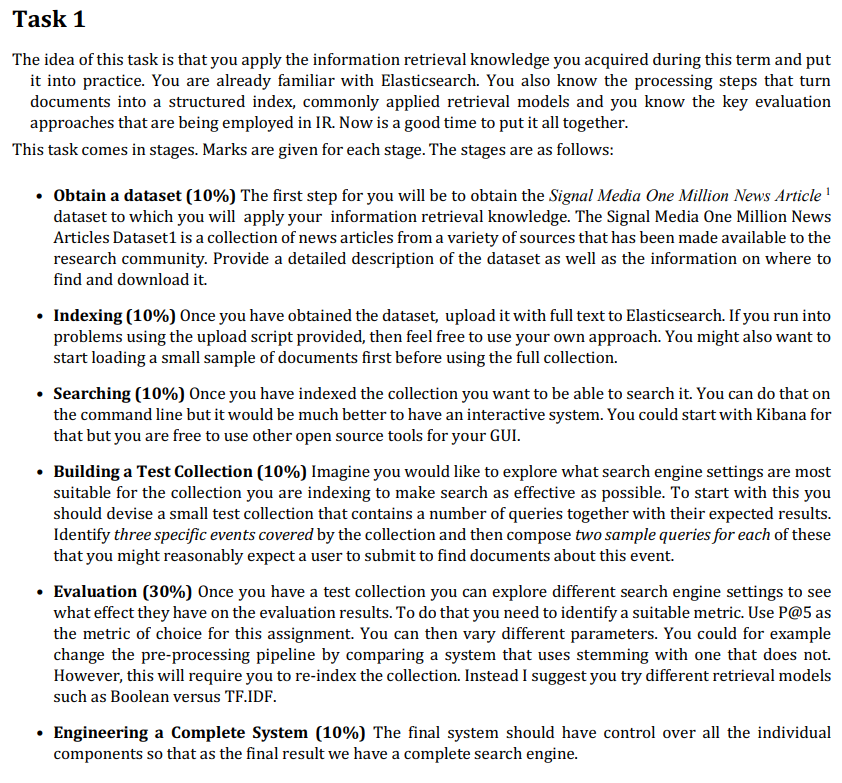 Task 1
The idea of this task is that you apply the information retrieval knowledge you acquired during this term and put
it into practice. You are already familiar with Elasticsearch. You also know the processing steps that turn
documents into a structured index, commonly applied retrieval models and you know the key evaluation
approaches that are being employed in IR. Now is a good time to put it all together.
This task comes in stages. Marks are given for each stage. The stages are as follows:
• Obtain a dataset (10%) The first step for you will be to obtain the Signal Media One Million News Article 1
dataset to which you will apply your information retrieval knowledge. The Signal Media One Million News
Articles Dataset1 is a collection of news articles from a variety of sources that has been made available to the
research community. Provide a detailed description of the dataset as well as the information on where to
find and download it.
• Indexing (10%) Once you have obtained the dataset, upload it with full text to Elasticsearch. If you run into
problems using the upload script provided, then feel free to use your own approach. You might also want to
start loading a small sample of documents first before using the full collection.
• Searching (10%) Once you have indexed the collection you want to be able to search it. You can do that on
the command line but it would be much better to have an interactive system. You could start with Kibana for
that but you are free to use other open source tools for your GUI.
• Building a Test Collection (10%) Imagine you would like to explore what search engine settings are most
suitable for the collection you are indexing to make search as effective as possible. To start with this you
should devise a small test collection that contains a number of queries together with their expected results.
Identify three specific events covered by the collection and then compose two sample queries for each of these
that you might reasonably expect a user to submit to find documents about this event.
• Evaluation (30%) Once you have a test collection you can explore different search engine settings to see
what effect they have on the evaluation results. To do that you need to identify a suitable metric. Use P@5 as
the metric of choice for this assignment. You can then vary different parameters. You could for example
change the pre-processing pipeline by comparing a system that uses stemming with one that does not.
However, this will require you to re-index the collection. Instead I suggest you try different retrieval models
such as Boolean versus TF.IDF.
• Engineering a Complete System (10%) The final system should have control over all the individual
components so that as the final result we have a complete search engine.